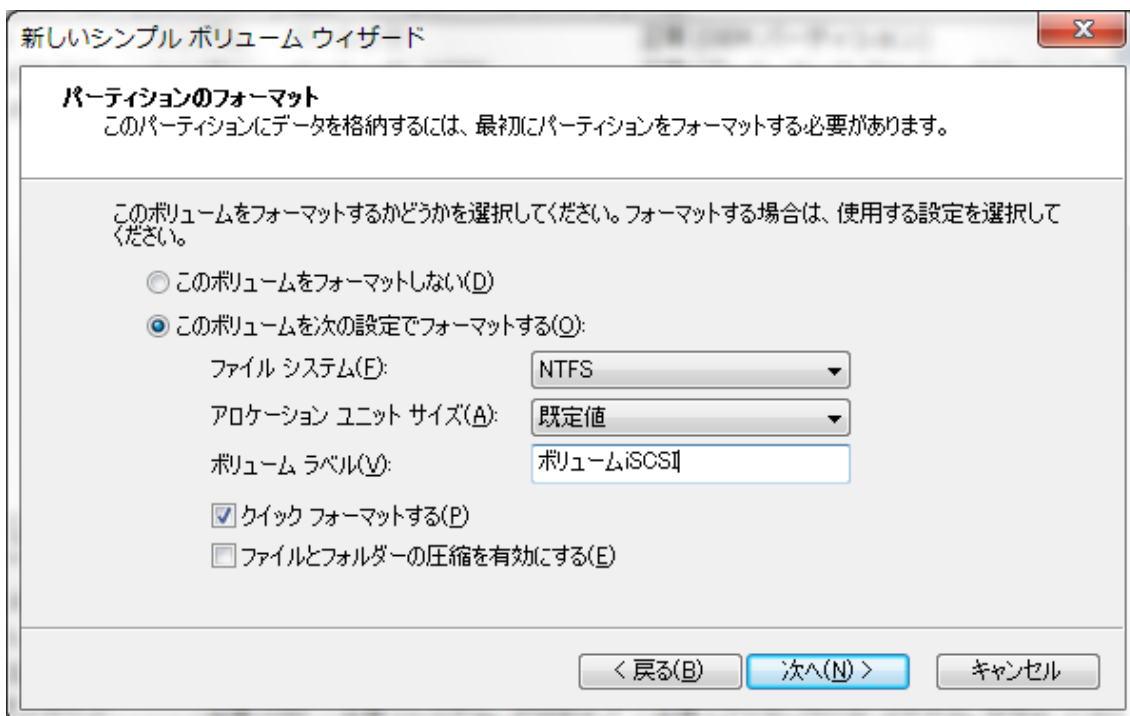 新しいシンプル ボリューム ウィザード
パーティションのフォーマット
このパーティションにデータを格納するには、最初にパーティションをフォーマットする必要があります。
このボリュームをフォーマットするかどうかを選択してください。フォーマットする場合は、使用する設定を選択して
ください。
このボリュームをフォーマットしない(D)
このボリュームを次の設定でフォーマットする(O):
ファイル システム(F): NTFS
アロケーション ユニット サイズ(A): 既定値
ボリューム ラベル(V): ボリュームiSCSI
クイック フォーマットする(P)
ファイルとフォルダーの圧縮を有効にする(E)
< 戻る(B) 次へ(N) > キャンセル